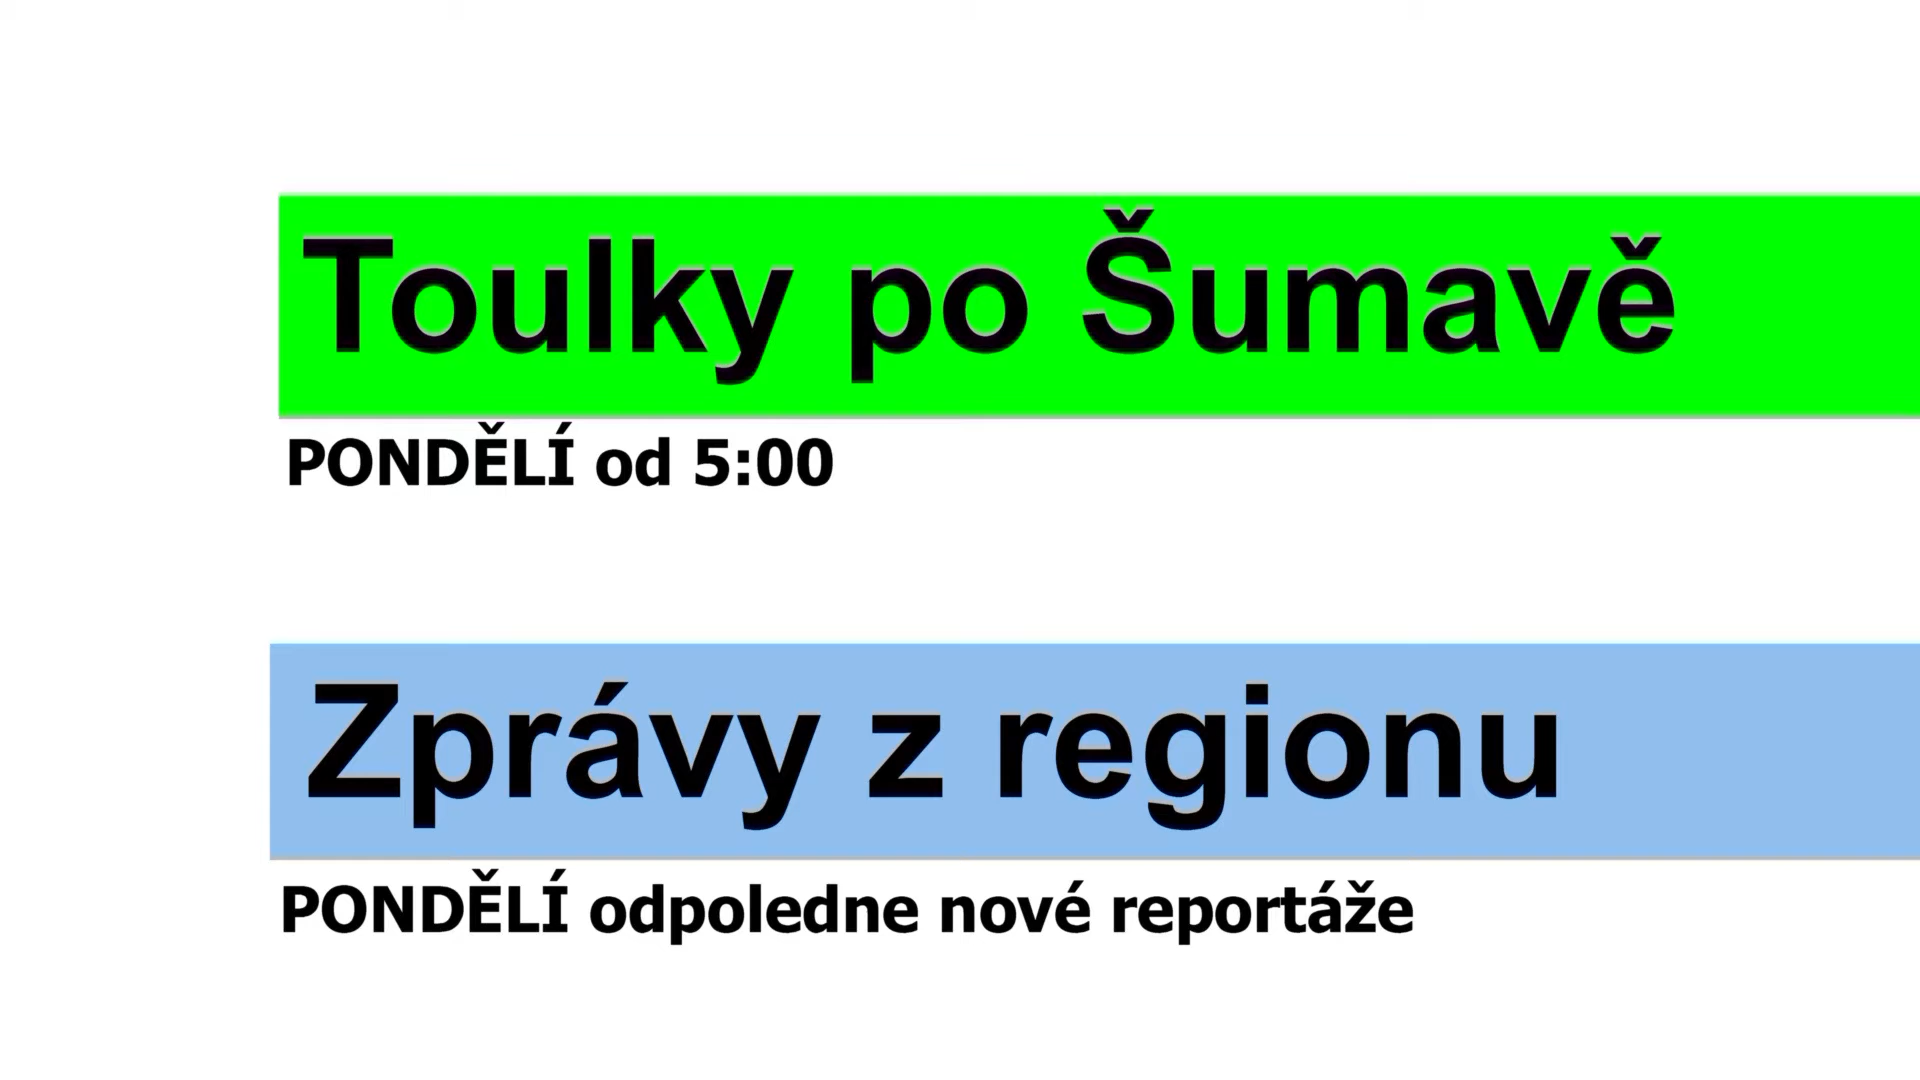 Toulky po Šumavě
PONDĚLÍ od 5:00
Zprávy z regionu
PONDĚLÍ odpoledne nové reportáže